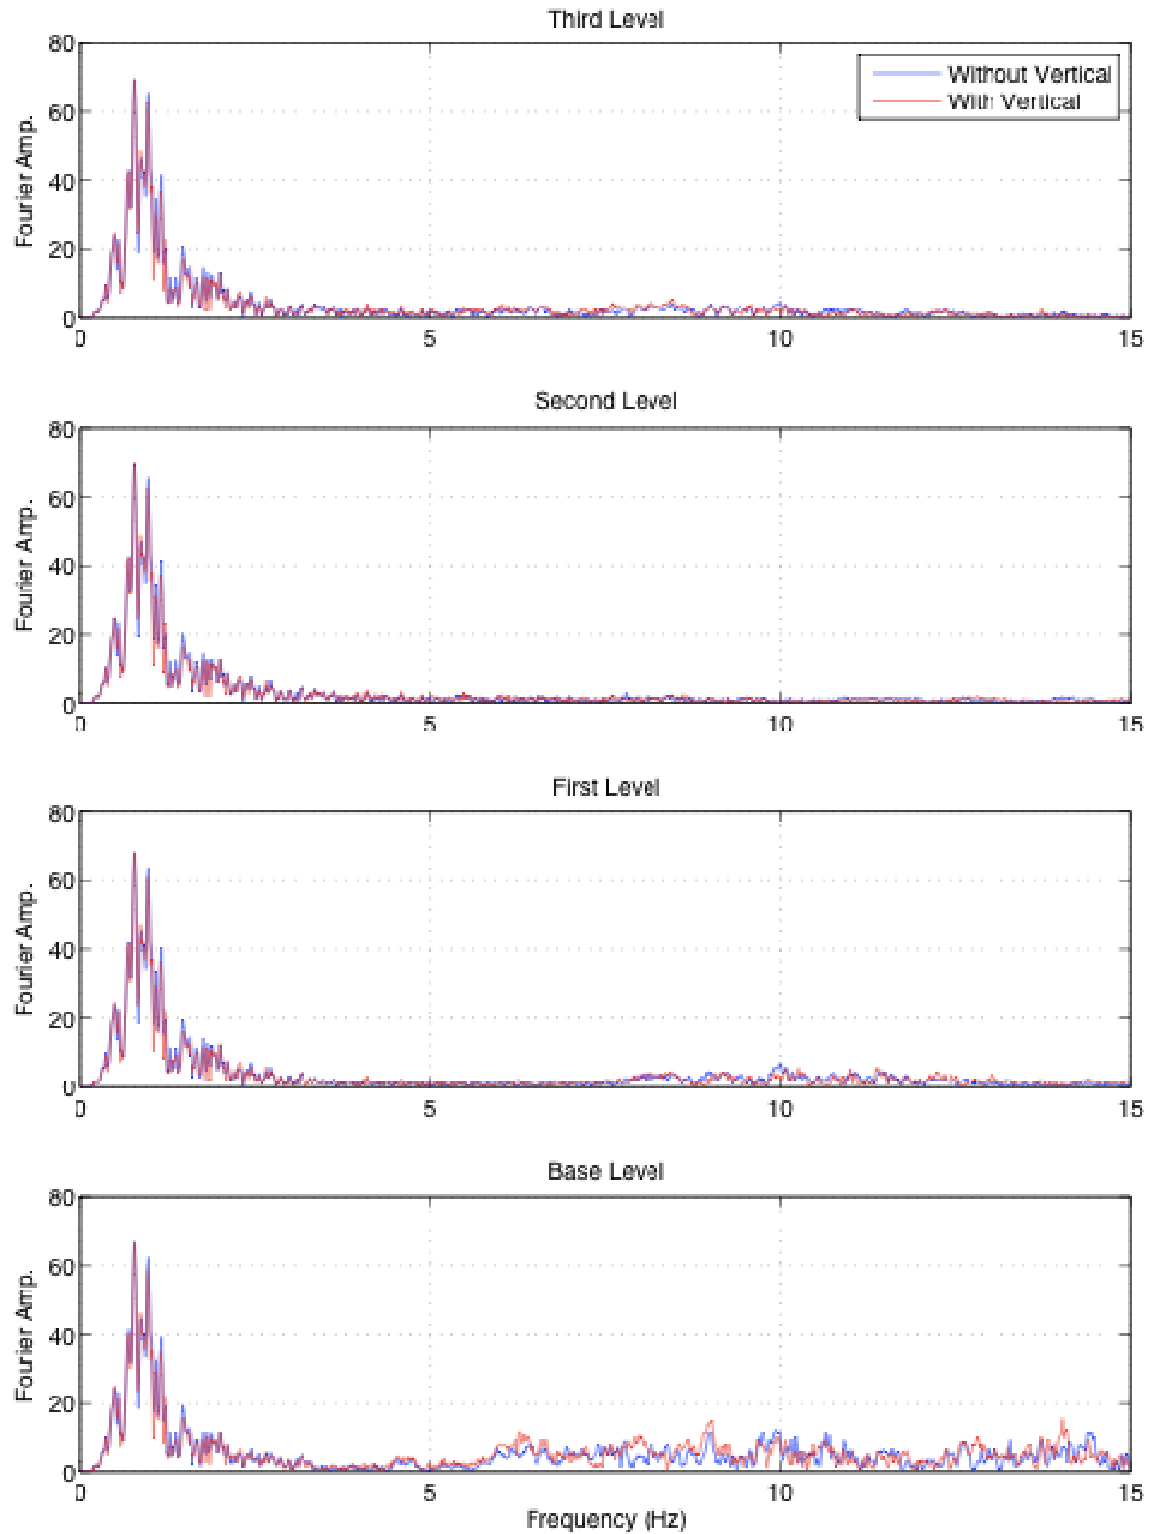 Third Level
80
60
40
20
0
Fourier Amp.
Without Vertical
With Vertical
0 5 10 15
Second Level
80
60
40
20
0
Fourier Amp.
0 5 10 15
First Level
80
60
40
20
0
Fourier Amp.
0 5 10 15
Base Level
80
60
40
20
0
Fourier Amp.
0 5 10 15
Frequency (Hz)